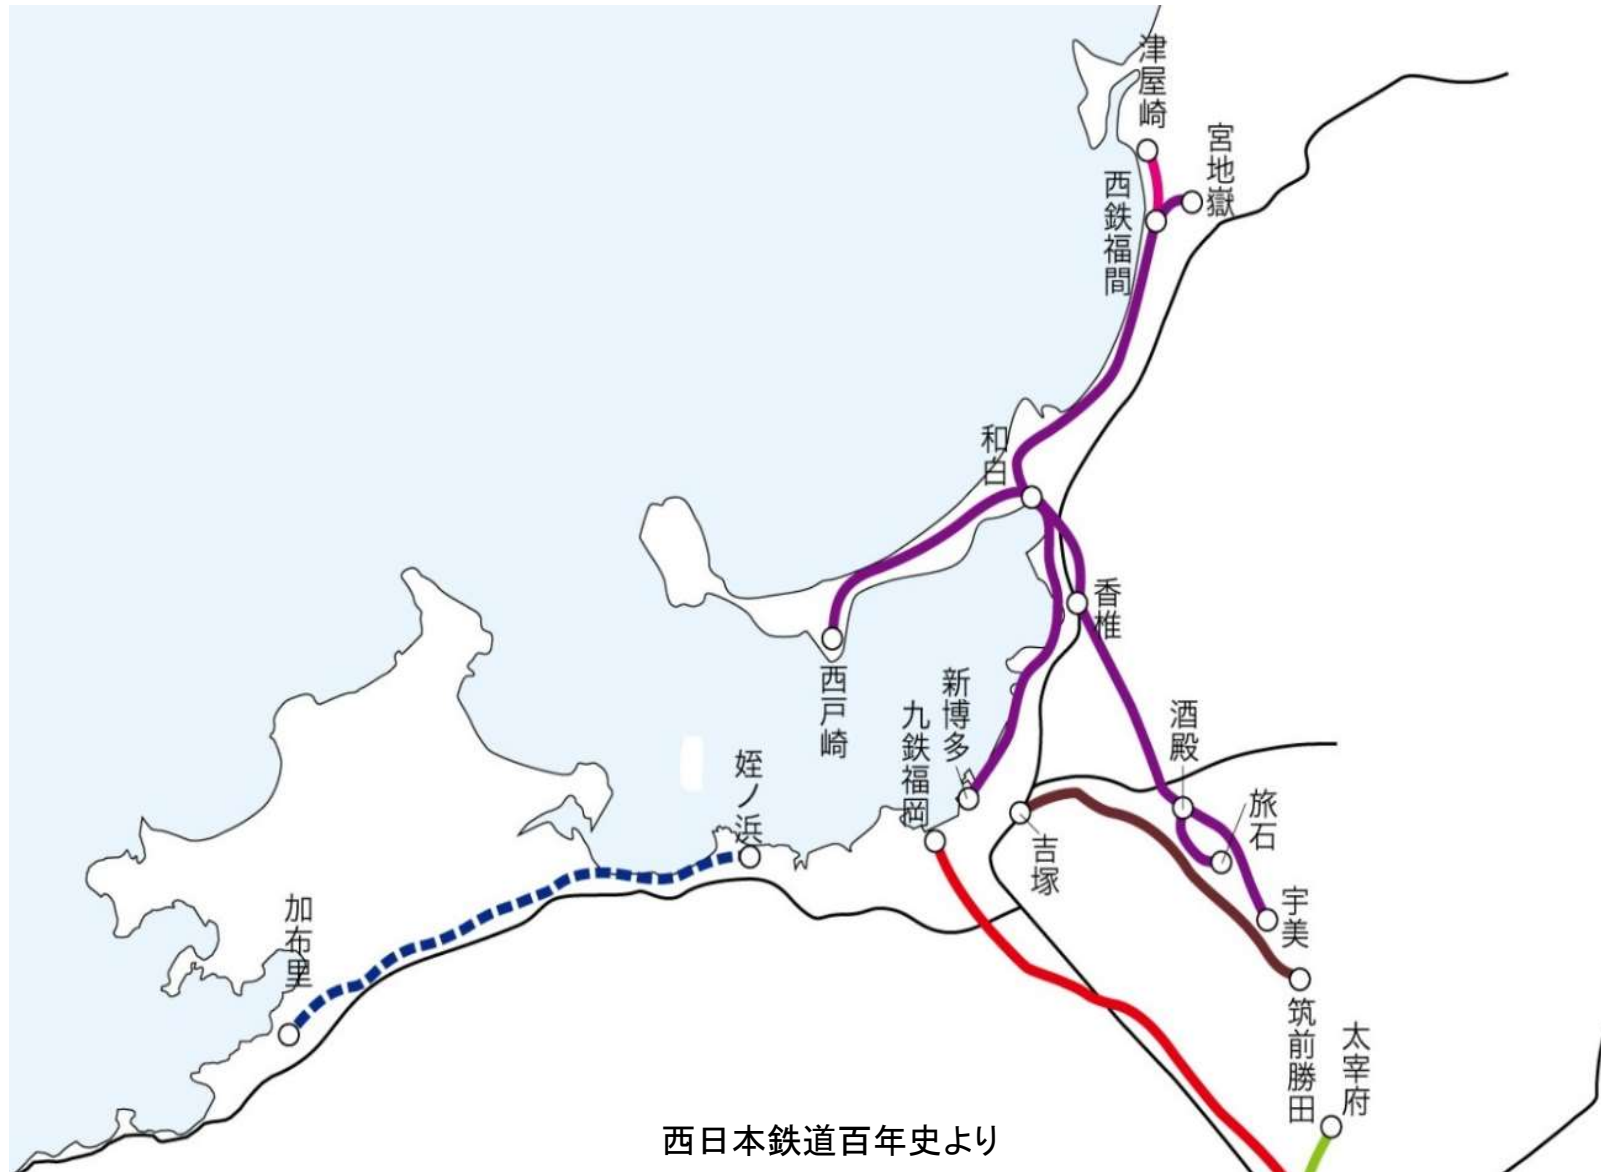 津屋崎
宮地嶽
西鉄福間
和白
香椎
西戸崎
新博多
九鉄福岡
酒殿
姪ノ浜
旅石
吉塚
宇美
加布里
筑前勝田
太宰府
西日本鉄道百年史より